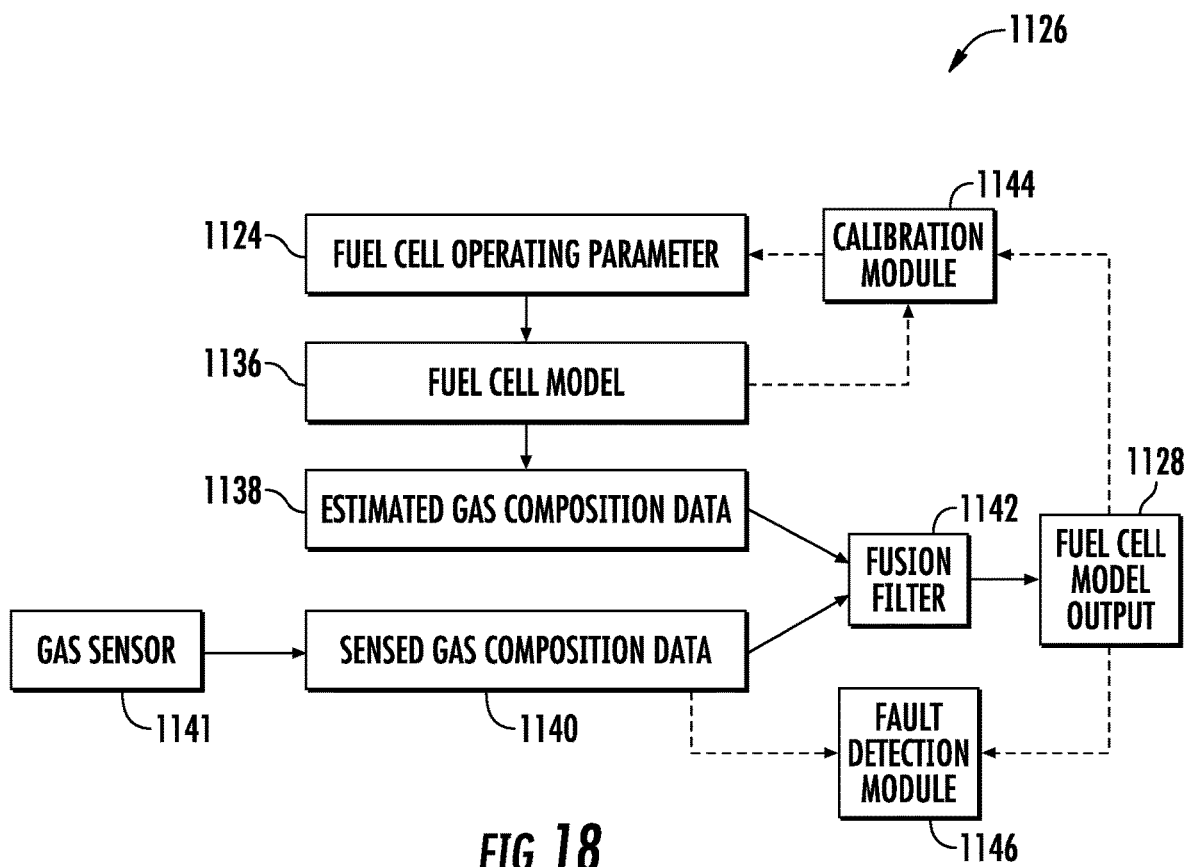 1126
1144
1124
FUEL CELL OPERATING PARAMETER
CALIBRATION
MODULE
1136
FUEL CELL MODEL
1138
ESTIMATED GAS COMPOSITION DATA
1142
FUSION
FILTER
1128
FUEL CELL
MODEL
OUTPUT
GAS SENSOR
1141
SENSED GAS COMPOSITION DATA
1140
FAULT
DETECTION
MODULE
1146
FIG 18